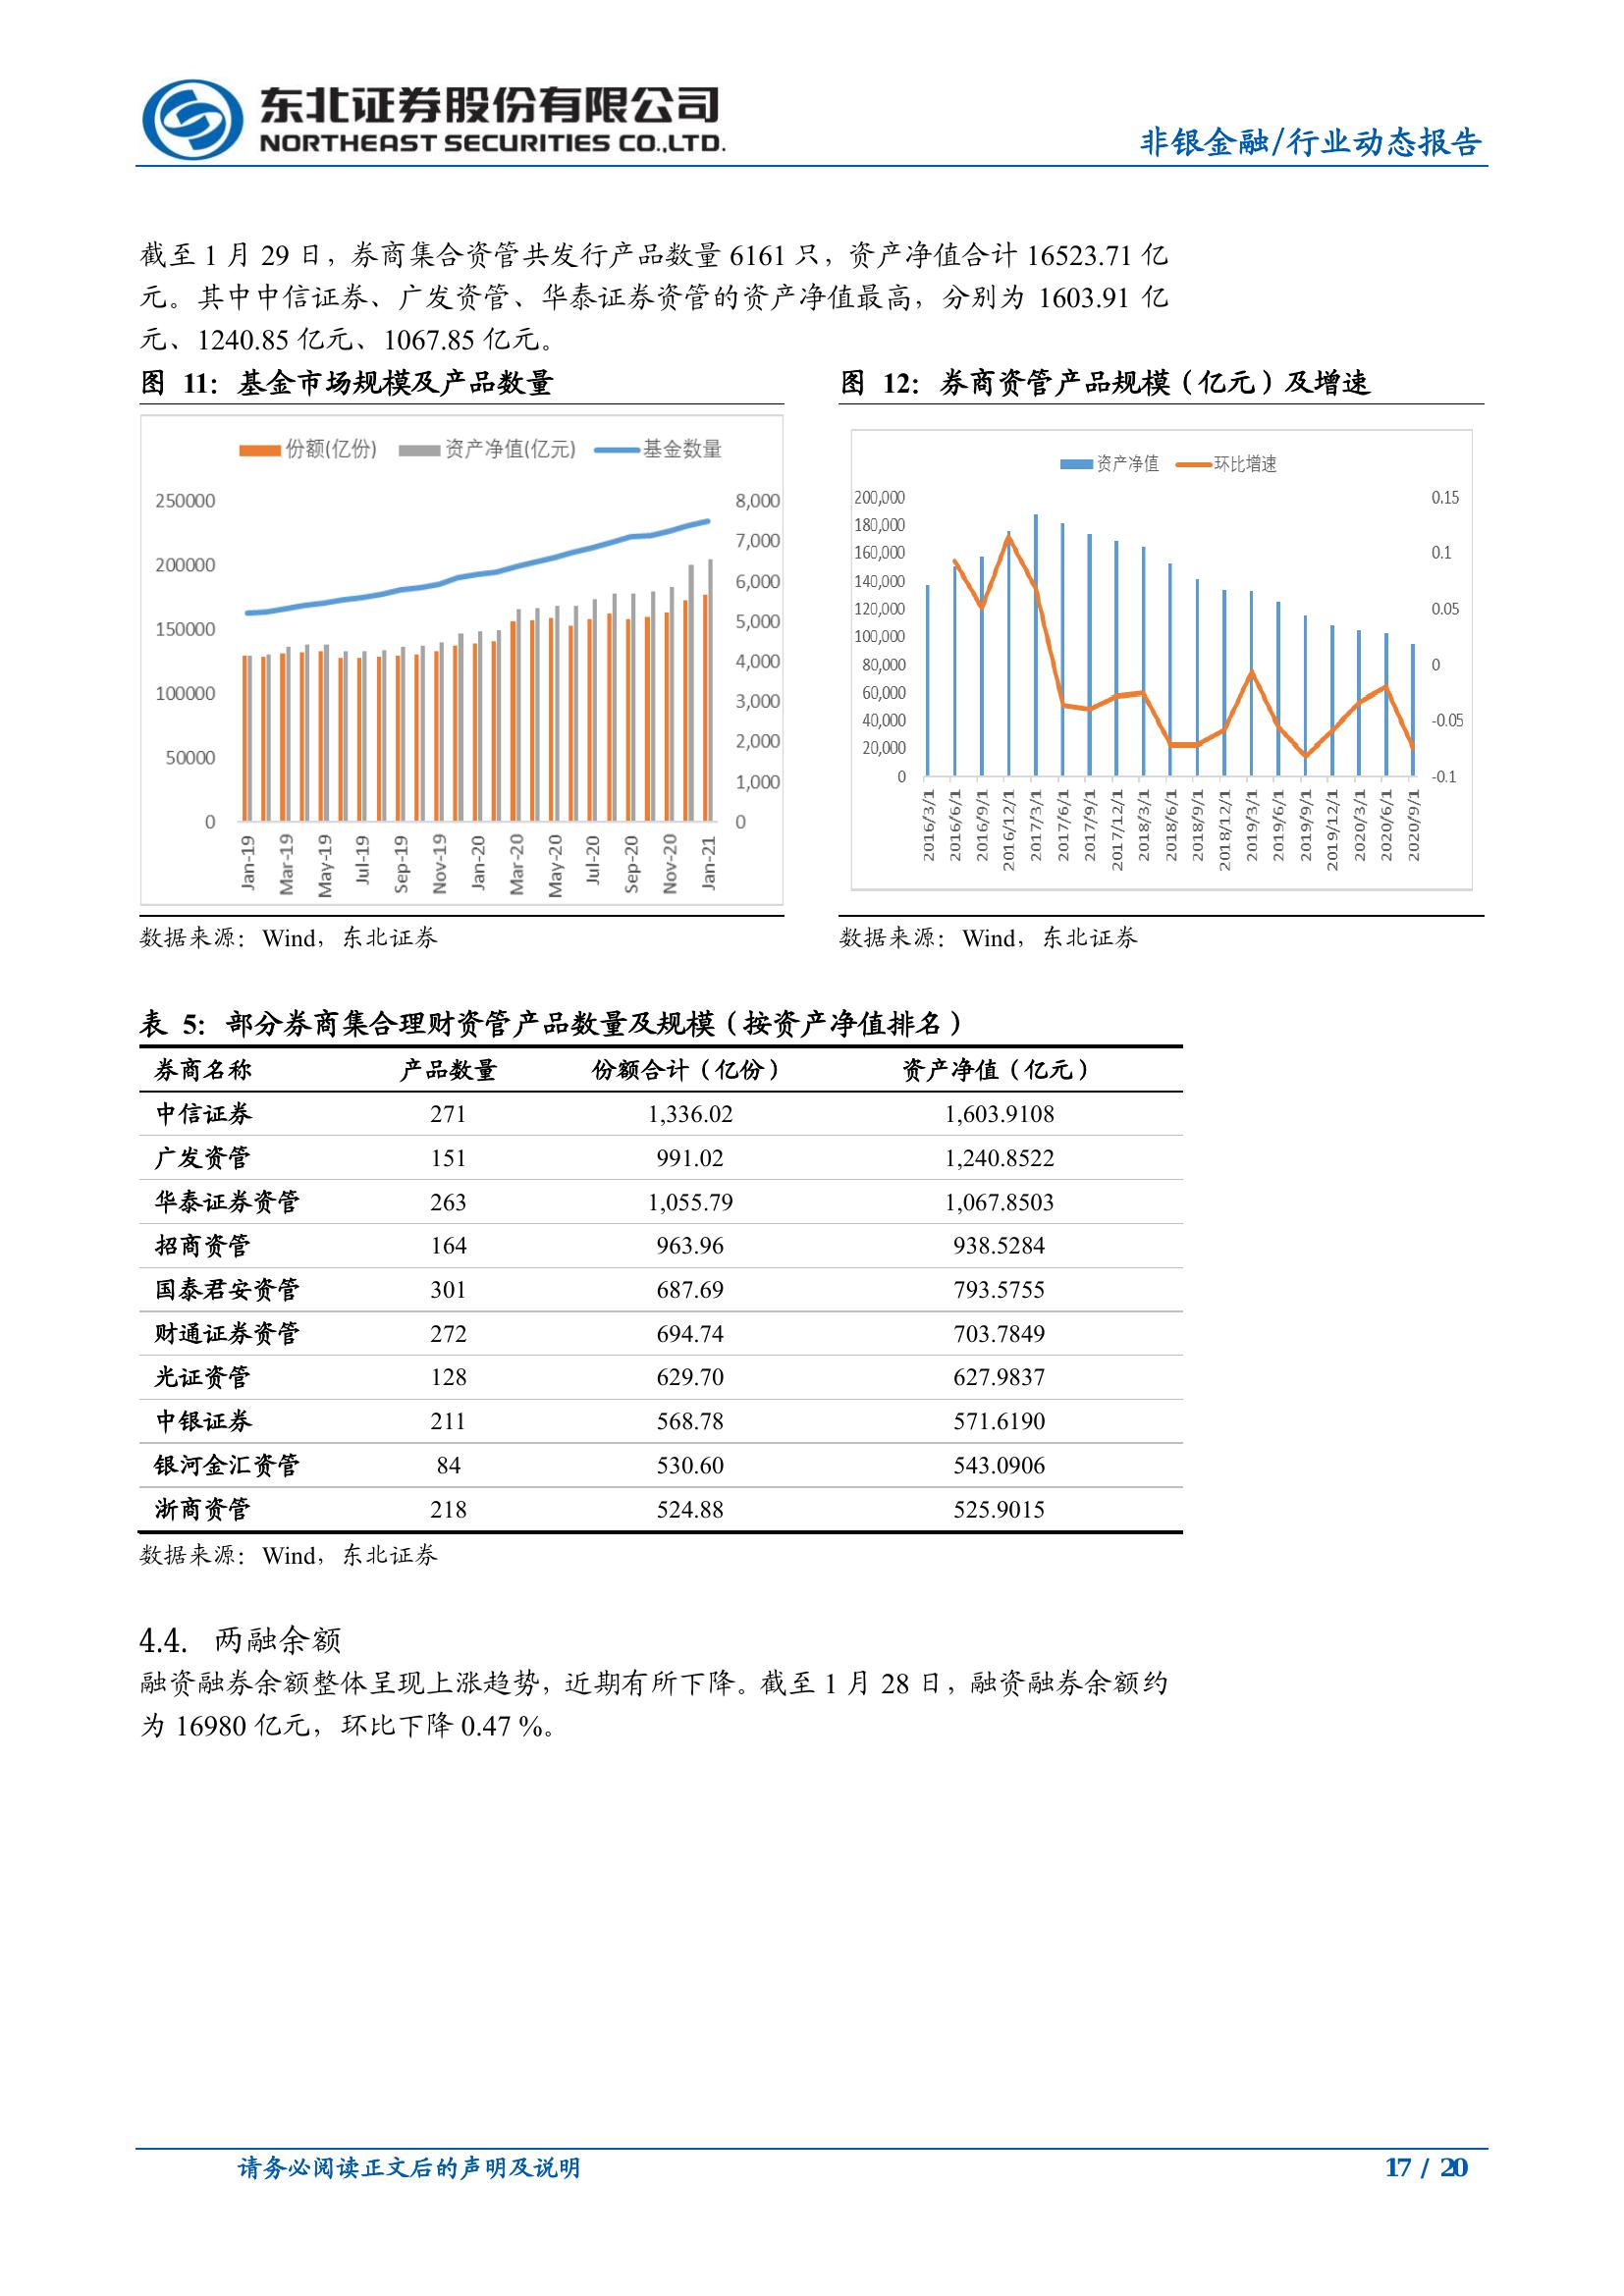 东北证券股份有限公司
NORTHEAST SECURITIES CO.,LTD.
非银金融/行业动态报告
截至 1 月 29 日，券商集合资管共发行产品数量 6161 只，资产净值合计 16523.71 亿
元。其中中信证券、广发资管、华泰证券资管的资产净值最高，分别为 1603.91 亿
元、1240.85 亿元、1067.85 亿元。
图 11：基金市场规模及产品数量
份额(亿份) 资产净值(亿元) 基金数量
250000
200000
150000
100000
50000
0
8,000
7,000
6,000
5,000
4,000
3,000
2,000
1,000
0
Jan-19 Mar-19 May-19 Jul-19 Sep-19 Nov-19 Jan-20 Mar-20 May-20 Jul-20 Sep-20 Nov-20 Jan-21
数据来源：Wind，东北证券
图 12：券商资管产品规模（亿元）及增速
资产净值 环比增速
200,000
180,000
160,000
140,000
120,000
100,000
80,000
60,000
40,000
20,000
0
0.15
0.1
0.05
0
-0.05
-0.1
2016/3/1 2016/6/1 2016/9/1 2016/12/1 2017/3/1 2017/6/1 2017/9/1 2017/12/1 2018/3/1 2018/6/1 2018/9/1 2018/12/1 2019/3/1 2019/6/1 2019/9/1 2019/12/1 2020/3/1 2020/6/1 2020/9/1
数据来源：Wind，东北证券
表 5：部分券商集合理财资管产品数量及规模（按资产净值排名）
券商名称 产品数量 份额合计（亿份） 资产净值（亿元）
中信证券 271 1,336.02 1,603.9108
广发资管 151 991.02 1,240.8522
华泰证券资管 263 1,055.79 1,067.8503
招商资管 164 963.96 938.5284
国泰君安资管 301 687.69 793.5755
财通证券资管 272 694.74 703.7849
光证资管 128 629.70 627.9837
中银证券 211 568.78 571.6190
银河金汇资管 84 530.60 543.0906
浙商资管 218 524.88 525.9015
数据来源：Wind，东北证券
4.4. 两融余额
融资融券余额整体呈现上涨趋势，近期有所下降。截至 1 月 28 日，融资融券余额约
为 16980 亿元，环比下降 0.47 %。
请务必阅读正文后的声明及说明
17 / 20